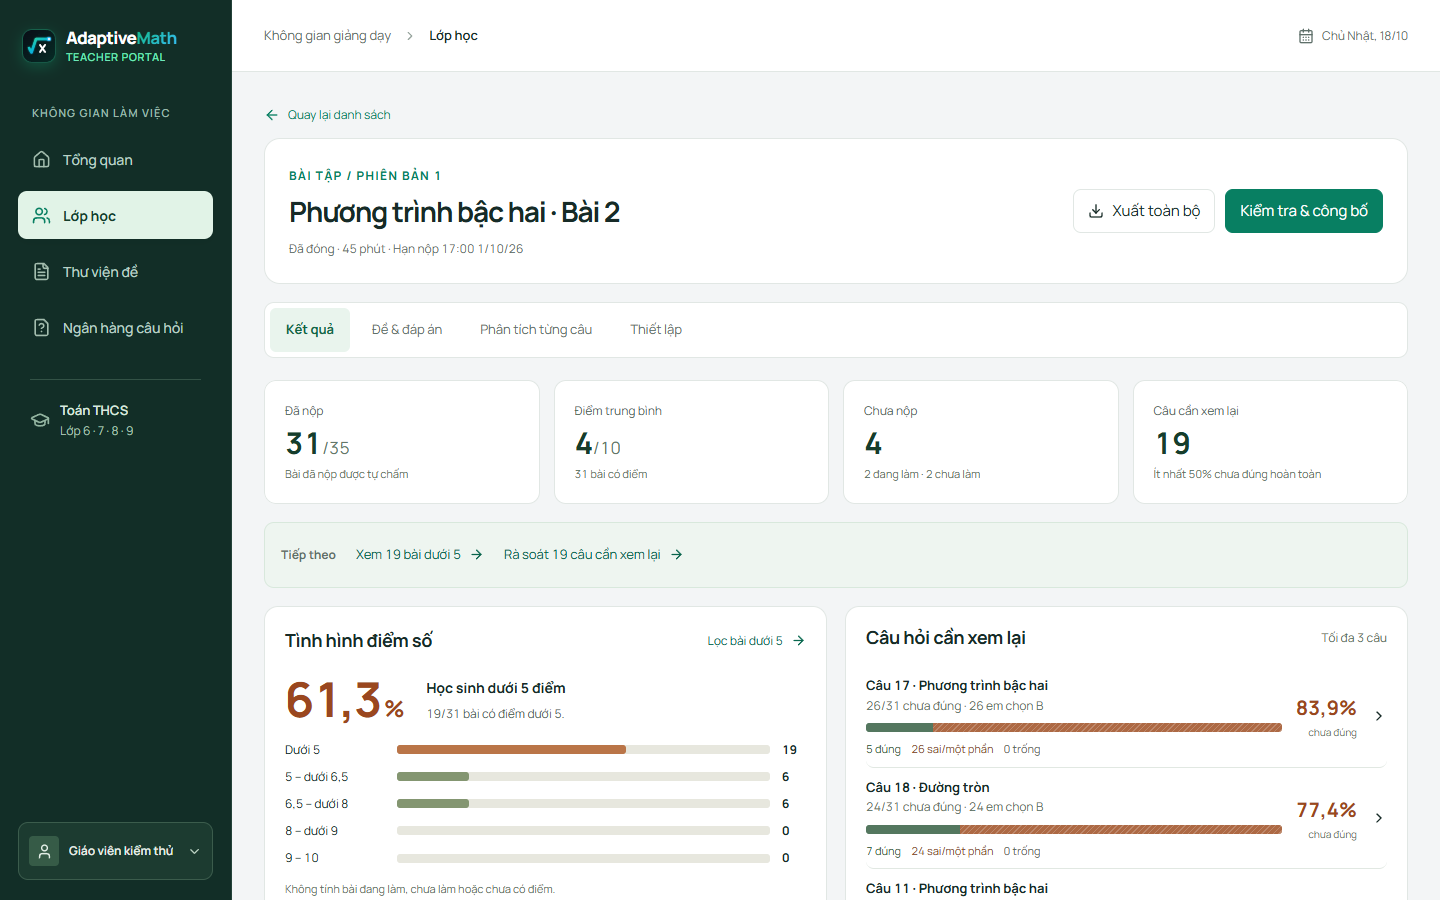 AdaptiveMath
TEACHER PORTAL
KHÔNG GIAN LÀM VIỆC
Tổng quan
Lớp học
Thư viện đề
Ngân hàng câu hỏi
Toán THCS
Lớp 6 · 7 · 8 · 9
Giáo viên kiểm thử
Không gian giảng dạy > Lớp học
Chủ Nhật, 18/10
← Quay lại danh sách
BÀI TẬP / PHIÊN BẢN 1
Phương trình bậc hai · Bài 2
Đã đóng · 45 phút · Hạn nộp 17:00 1/10/26
Xuất toàn bộ
Kiểm tra & công bố
Kết quả Đề & đáp án Phân tích từng câu Thiết lập
Đã nộp
31/35
Bài đã nộp được tự chấm
Điểm trung bình
4/10
31 bài có điểm
Chưa nộp
4
2 đang làm · 2 chưa làm
Câu cần xem lại
19
Ít nhất 50% chưa đúng hoàn toàn
Tiếp theo Xem 19 bài dưới 5 → Rà soát 19 câu cần xem lại →
Tình hình điểm số
Lọc bài dưới 5 →
61,3%
Học sinh dưới 5 điểm
19/31 bài có điểm dưới 5.
Dưới 5 19
5 – dưới 6,5 6
6,5 – dưới 8 6
8 – dưới 9 0
9 – 10 0
Không tính bài đang làm, chưa làm hoặc chưa có điểm.
Câu hỏi cần xem lại
Tối đa 3 câu
Câu 17 · Phương trình bậc hai
26/31 chưa đúng · 26 em chọn B
83,9%
chưa đúng
5 đúng 26 sai/một phần 0 trống
Câu 18 · Đường tròn
24/31 chưa đúng · 24 em chọn B
77,4%
chưa đúng
7 đúng 24 sai/một phần 0 trống
Câu 11 · Phương trình bậc hai